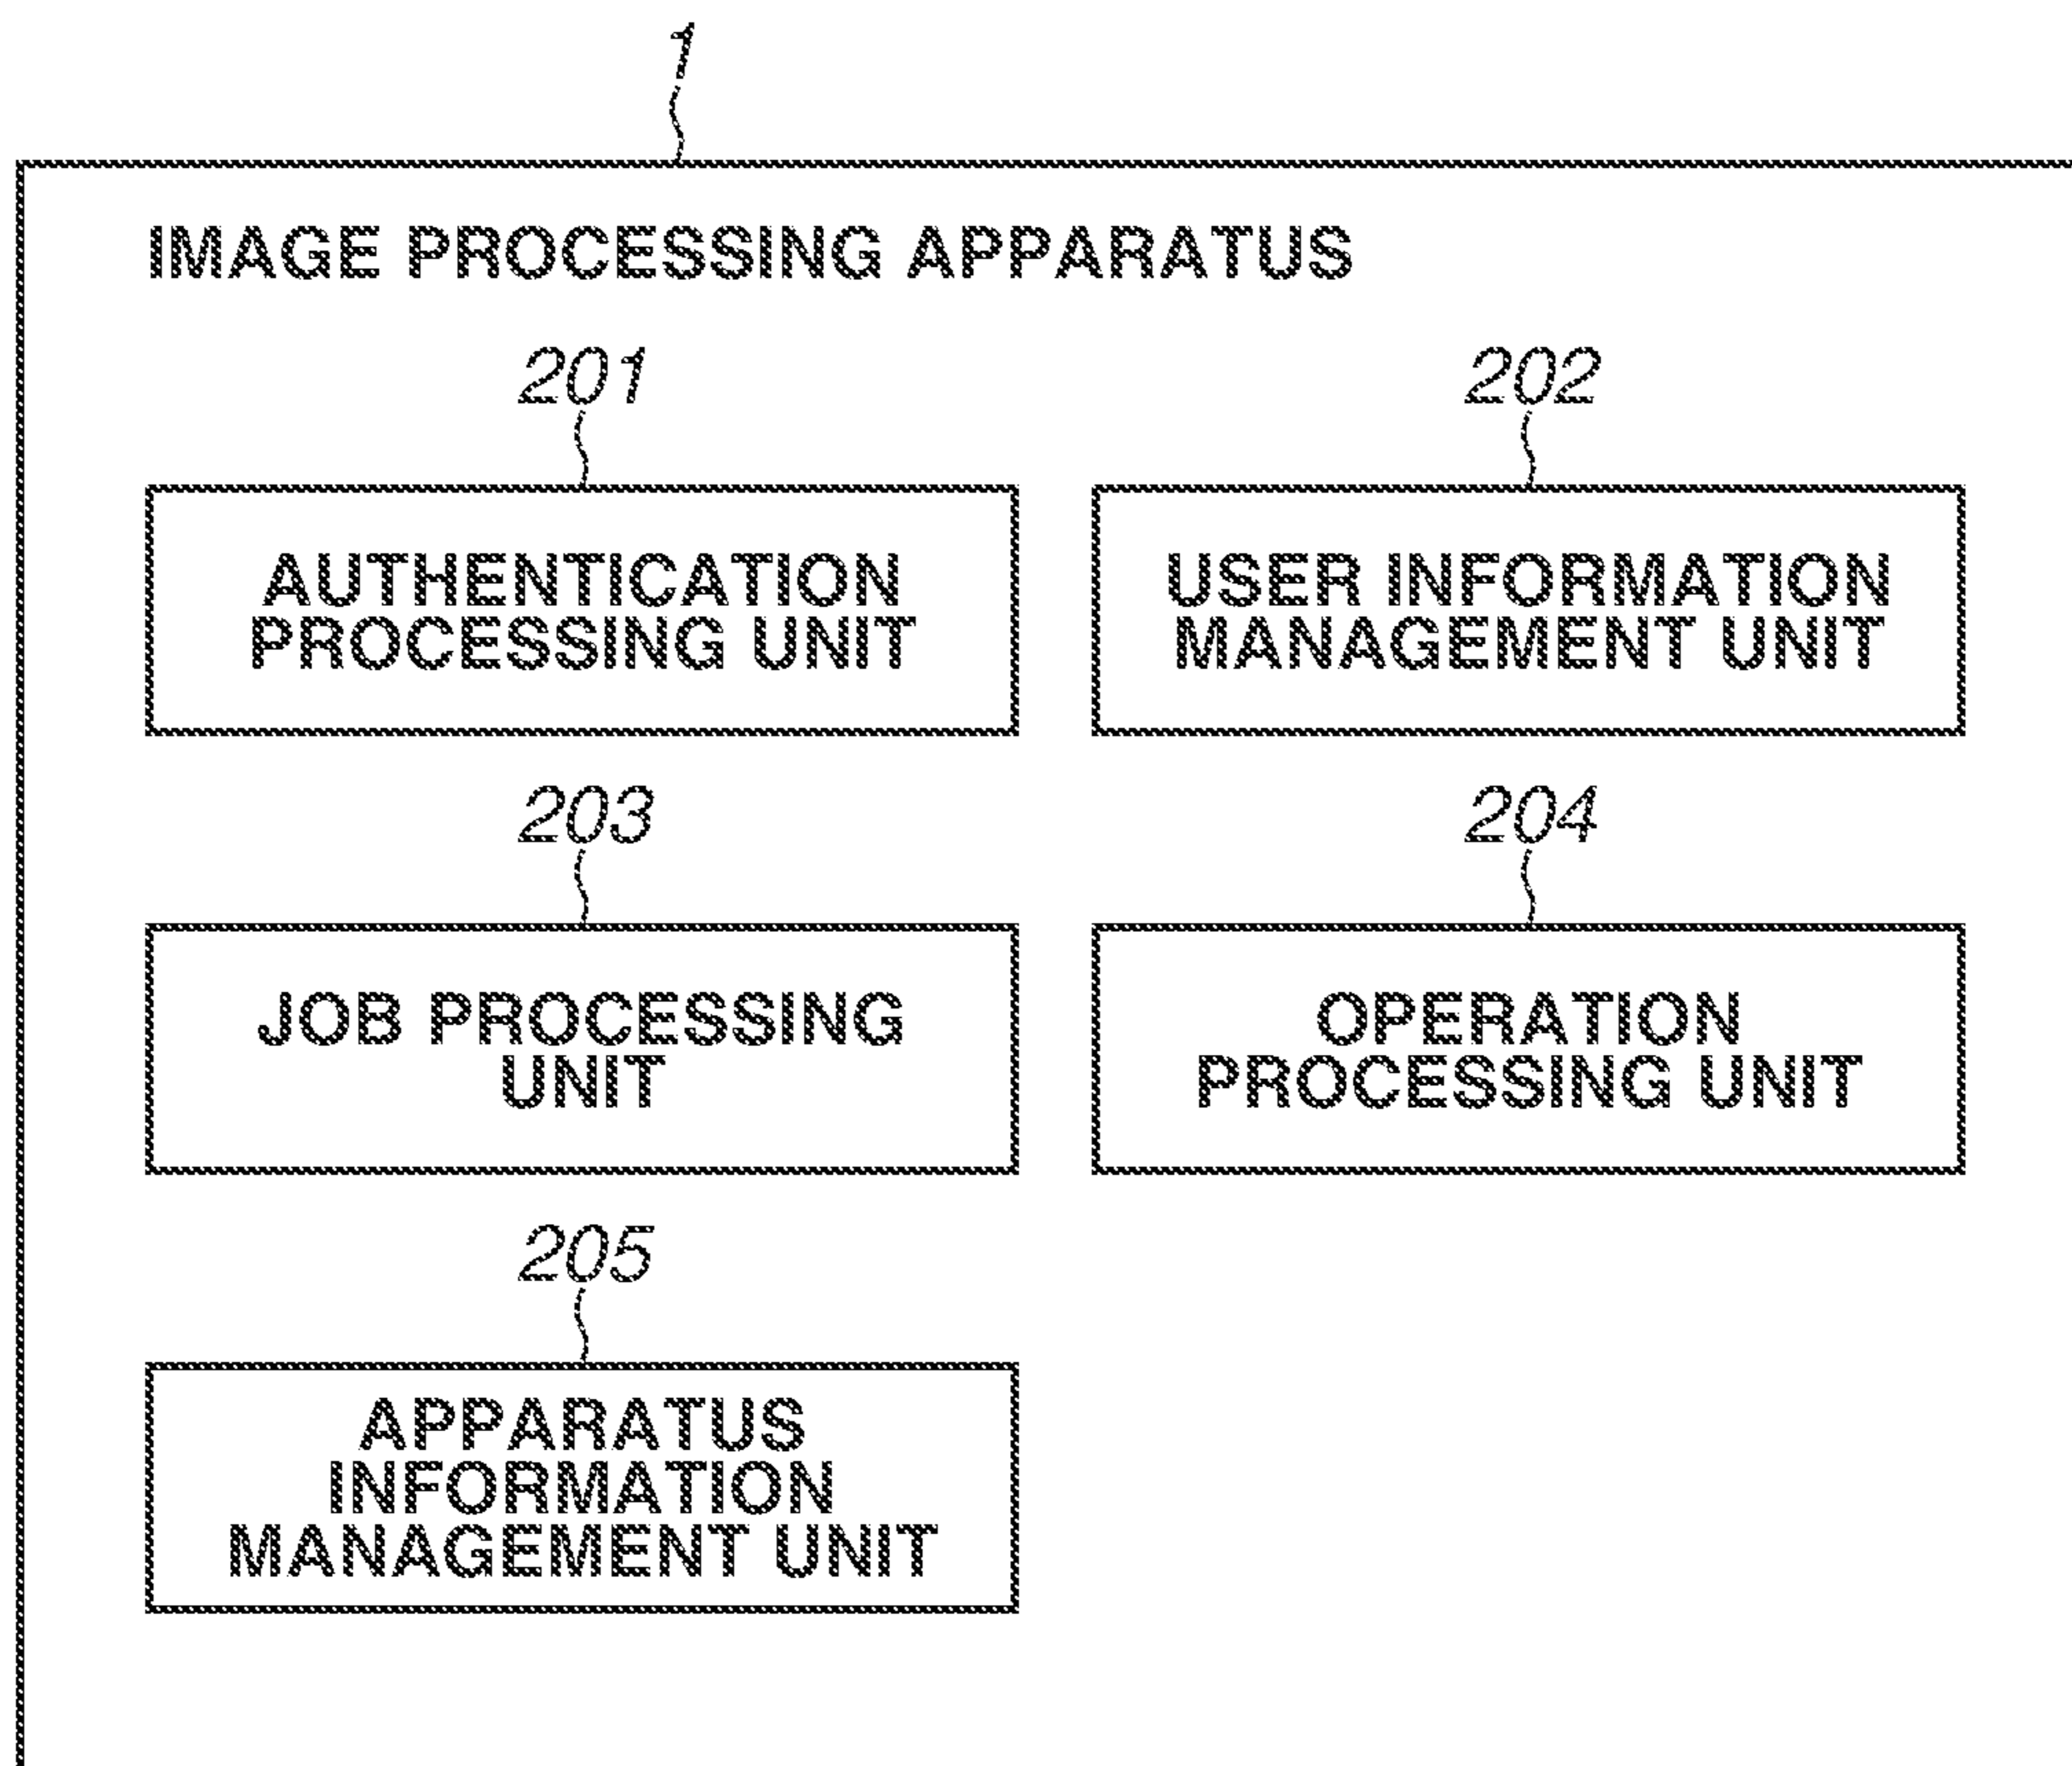 1
IMAGE PROCESSING APPARATUS
201
202
AUTHENTICATION
PROCESSING UNIT
USER INFORMATION
MANAGEMENT UNIT
203
204
JOB PROCESSING
UNIT
OPERATION
PROCESSING UNIT
205
APPARATUS
INFORMATION
MANAGEMENT UNIT